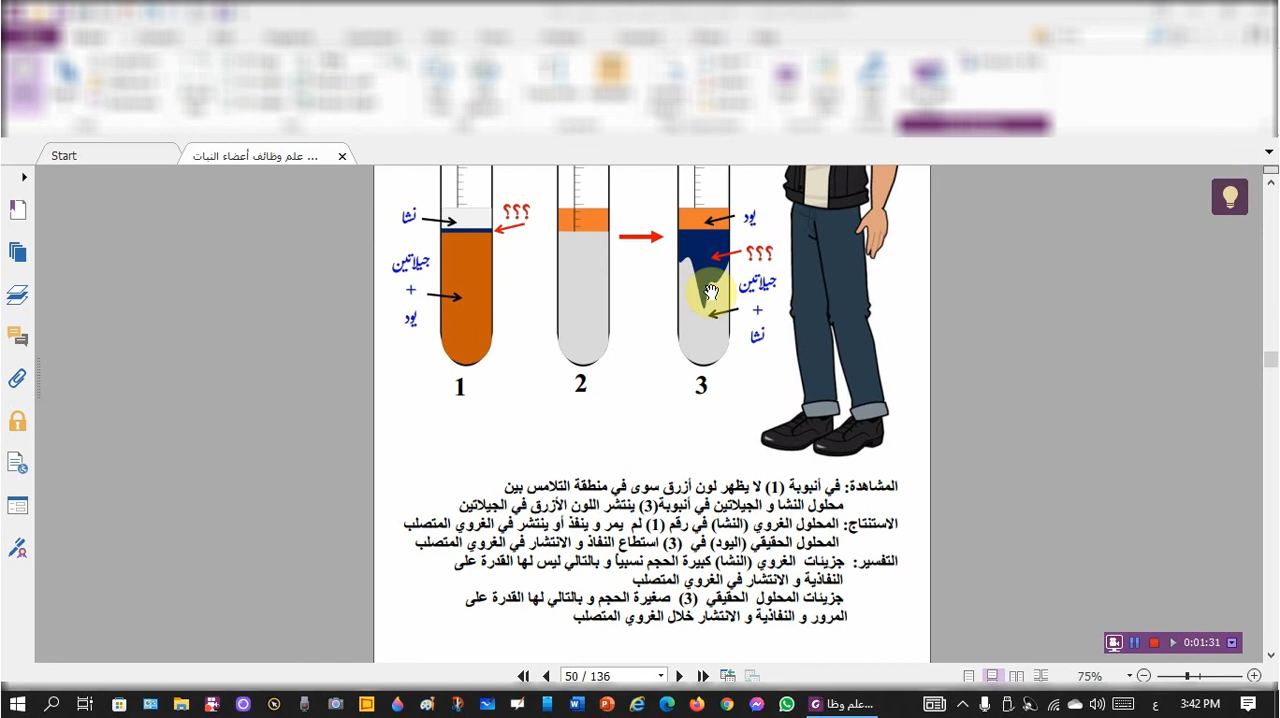 Start
علم وظائف أعضاء النبات ...
نشا
؟؟؟
جيلاتين
+
يود
يود
؟؟؟
جيلاتين
+
نشا
1
2
3
المشاهدة: في أنبوبة (1) لا يظهر لون أزرق سوى في منطقة التلامس بين
محلول النشا و الجيلاتين في أنبوبة(3) ينتشر اللون الأزرق في الجيلاتين
الاستنتاج: المحلول الغروي (النشا) في رقم (1) لم يمر و ينفذ أو ينتشر في الغروي المتصلب
المحلول الحقيقي (اليود) في (3) استطاع النفاذ و الانتشار في الغروي المتصلب
التفسير: جزيئات الغروي (النشا) كبيرة الحجم نسبياً و بالتالي ليس لها القدرة على
النفاذية و الانتشار في الغروي المتصلب
جزيئات المحلول الحقيقي (3) صغيرة الحجم و بالتالي لها القدرة على
المرور و النفاذية و الانتشار خلال الغروي المتصلب
0:01:31
50 / 136
75%
علم وظا...
ع
3:42 PM